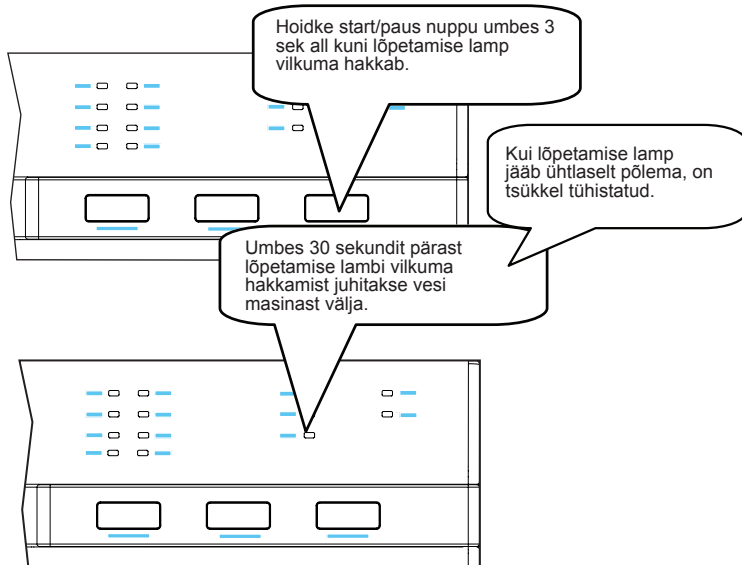 Hoidke start/paus nuppu umbes 3
sek all kuni lõpetamise lamp
vilkuma hakkab.
Kui lõpetamise lamp
jääb ühtlaselt põlema, on
tsükkel tühistatud.
Umbes 30 sekundit pärast
lõpetamise lambi vilkuma
hakkamist juhitakse vesi
masinast välja.